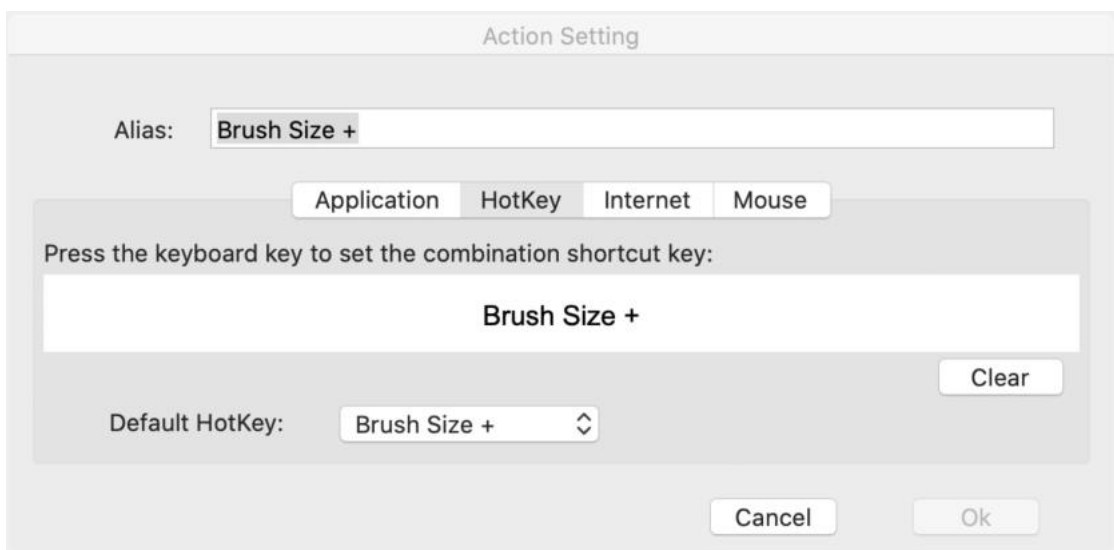 Action Setting
Alias: Brush Size +
Application HotKey Internet Mouse
Press the keyboard key to set the combination shortcut key:
Brush Size +
Clear
Default HotKey: Brush Size +
Cancel Ok